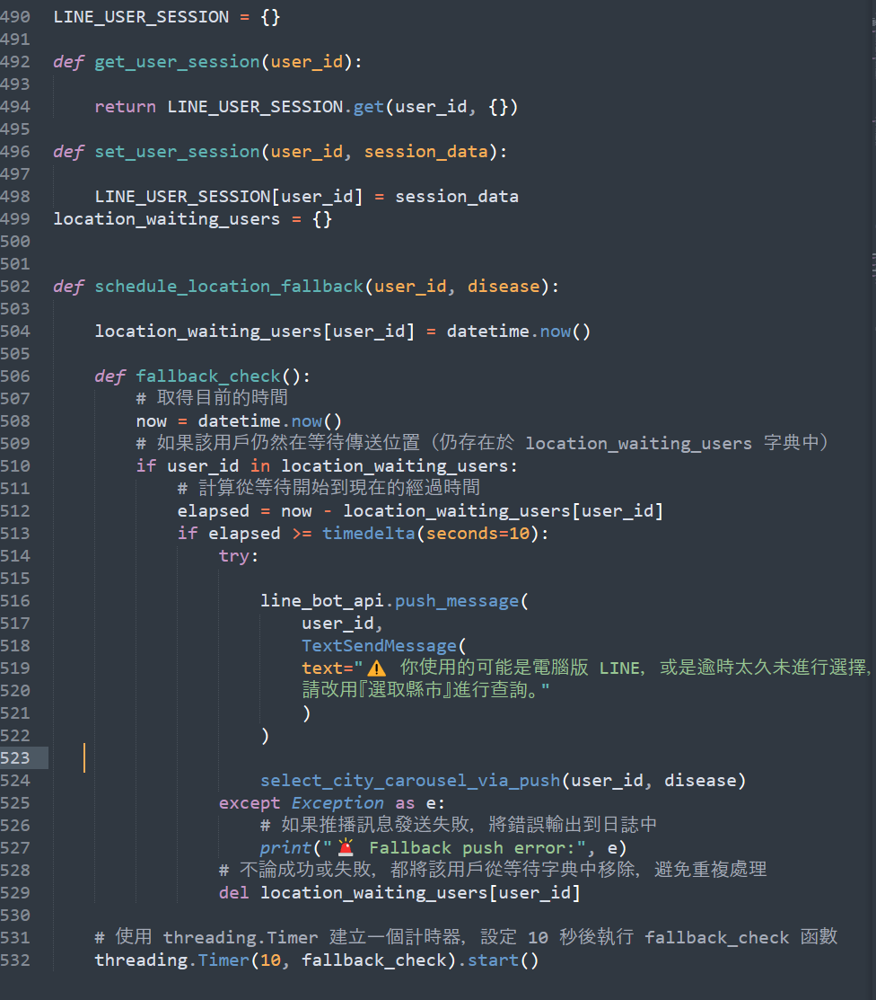 490 LINE_USER_SESSION = {}
491
492 def get_user_session(user_id):
493
494     return LINE_USER_SESSION.get(user_id, {})
495
496 def set_user_session(user_id, session_data):
497
498     LINE_USER_SESSION[user_id] = session_data
499 location_waiting_users = {}
500
501
502 def schedule_location_fallback(user_id, disease):
503
504     location_waiting_users[user_id] = datetime.now()
505
506     def fallback_check():
507         # 取得目前的時間
508         now = datetime.now()
509         # 如果該用戶仍然在等待傳送位置（仍存在於 location_waiting_users 字典中）
510         if user_id in location_waiting_users:
511             # 計算從等待開始到現在的經過時間
512             elapsed = now - location_waiting_users[user_id]
513             if elapsed >= timedelta(seconds=10):
514                 try:
515
516                     line_bot_api.push_message(
517                         user_id,
518                         TextSendMessage(
519                         text="⚠️ 你使用的可能是電腦版 LINE，或是逾時太久未進行選擇，
520                         請改用『選取縣市』進行查詢。"
521                         )
522                     )
523
524                     select_city_carousel_via_push(user_id, disease)
525                 except Exception as e:
526                     # 如果推播訊息發送失敗，將錯誤輸出到日誌中
527                     print("🚨 Fallback push error:", e)
528                 # 不論成功或失敗，都將該用戶從等待字典中移除，避免重複處理
529                 del location_waiting_users[user_id]
530
531     # 使用 threading.Timer 建立一個計時器，設定 10 秒後執行 fallback_check 函數
532     threading.Timer(10, fallback_check).start()